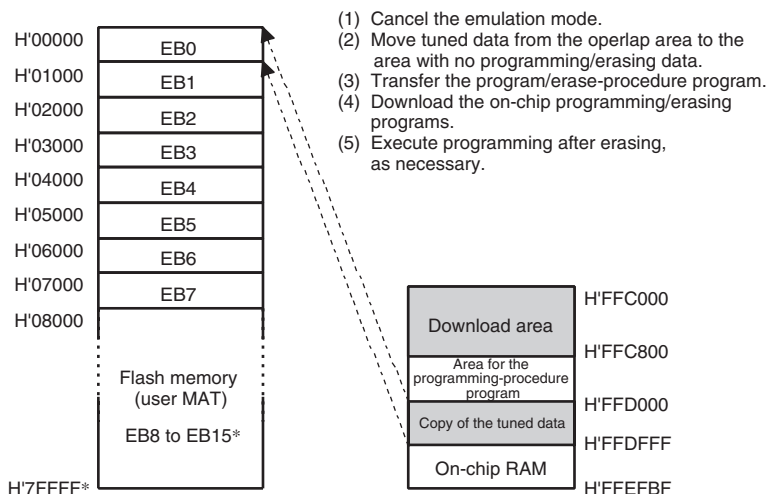 (1) Cancel the emulation mode.
(2) Move tuned data from the operlap area to the
area with no programming/erasing data.
(3) Transfer the program/erase-procedure program.
(4) Download the on-chip programming/erasing
programs.
(5) Execute programming after erasing,
as necessary.
H'00000
EB0
H'01000
EB1
H'02000
EB2
H'03000
EB3
H'04000
EB4
H'05000
EB5
H'06000
EB6
H'07000
EB7
H'08000
Flash memory
(user MAT)
EB8 to EB15*
H'7FFFF*
H'FFC000
Download area
H'FFC800
Area for the
programming-procedure
program
H'FFD000
Copy of the tuned data
H'FFDFFF
On-chip RAM
H'FFEFBF